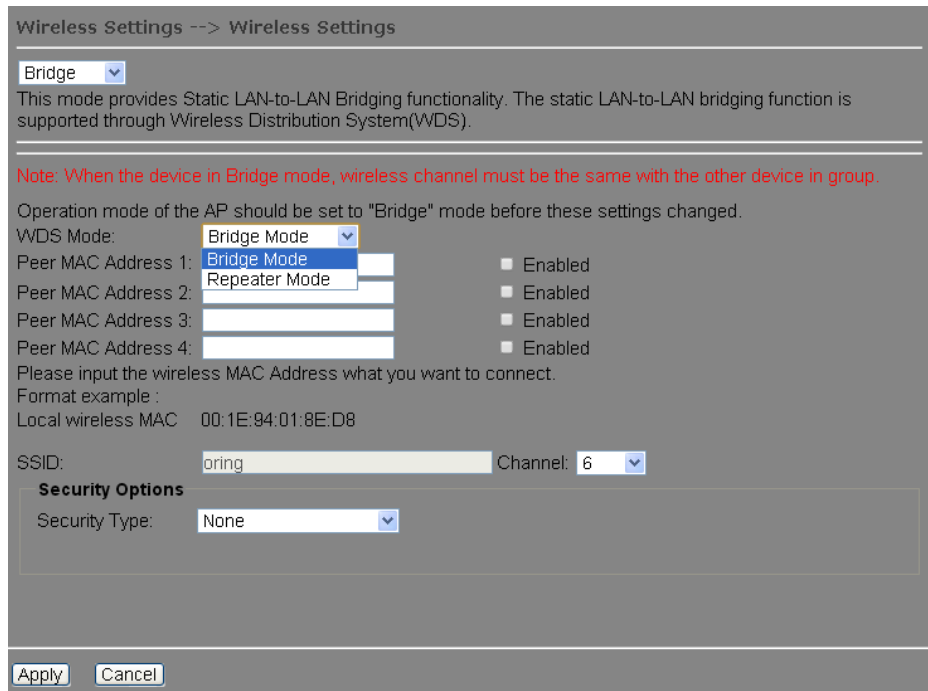 Wireless Settings --> Wireless Settings
Bridge
This mode provides Static LAN-to-LAN Bridging functionality. The static LAN-to-LAN bridging function is
supported through Wireless Distribution System(WDS).
Note: When the device in Bridge mode, wireless channel must be the same with the other device in group.
Operation mode of the AP should be set to "Bridge" mode before these settings changed.
WDS Mode: Bridge Mode
Bridge Mode
Repeater Mode
Peer MAC Address 1: Enabled
Peer MAC Address 2: Enabled
Peer MAC Address 3: Enabled
Peer MAC Address 4: Enabled
Please input the wireless MAC Address what you want to connect.
Format example :
Local wireless MAC 00:1E:94:01:8E:D8
SSID: oring Channel: 6
Security Options
Security Type: None
Apply Cancel